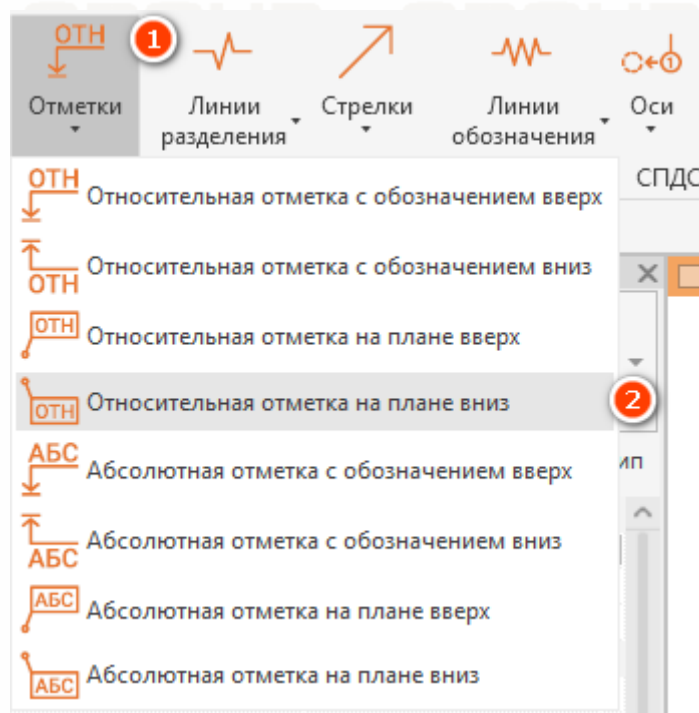 ОТН
1
Отметки
Линии
разделения
Стрелки
Линии
обозначения
1
Оси
СПДС
ОТН
Относительная отметка с обозначением вверх
ОТН
Относительная отметка с обозначением вниз
ОТН
Относительная отметка на плане вверх
ОТН
Относительная отметка на плане вниз
2
АБС
Абсолютная отметка с обозначением вверх
ип
АБС
Абсолютная отметка с обозначением вниз
АБС
Абсолютная отметка на плане вверх
АБС
Абсолютная отметка на плане вниз